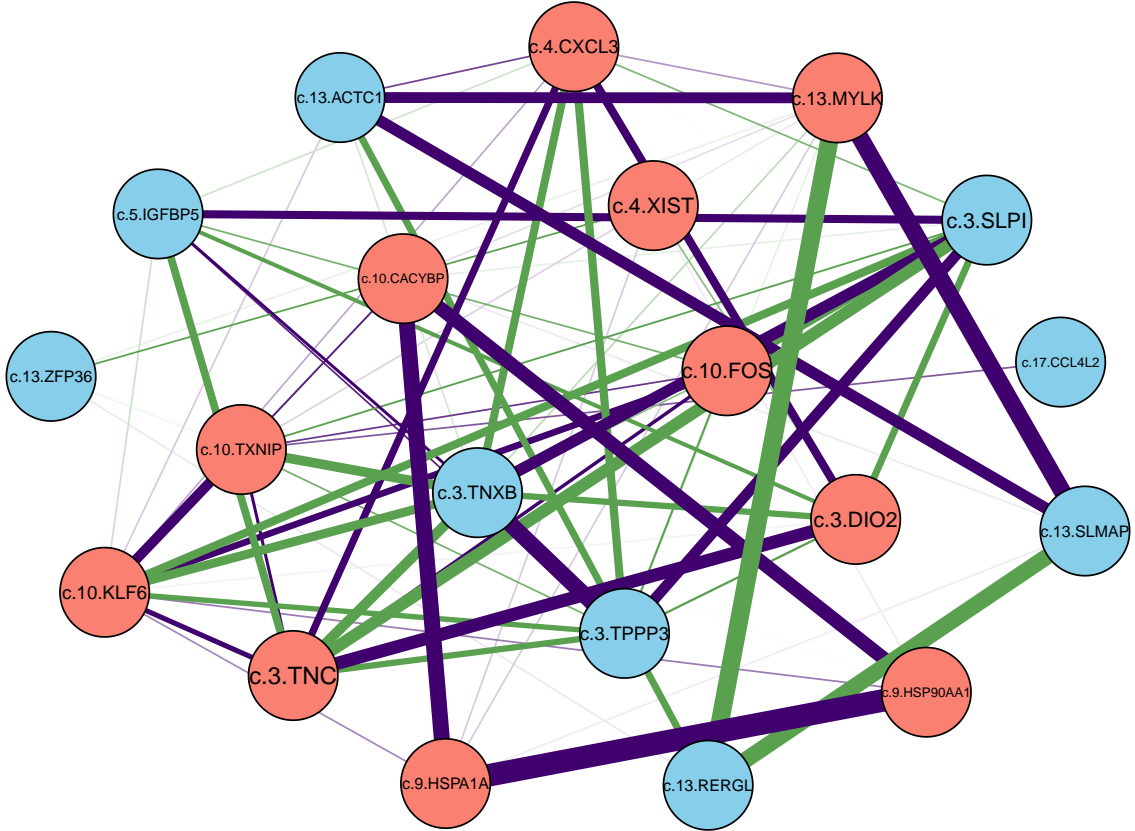 c.4.CXCL3
c.13.ACTC1
c.13.MYLK
c.4.XIST
c.5.IGFBP5
c.3.SLPI
c.10.CACYBP
c.17.CCL4L2
c.13.ZFP36
c.10.FOS
c.10.TXNIP
c.3.TNXB
c.3.DIO2
c.13.SLMAP
c.10.KLF6
c.3.TPPP3
c.3.TNC
c.9.HSP90AA1
c.9.HSPA1A
c.13.RERGL